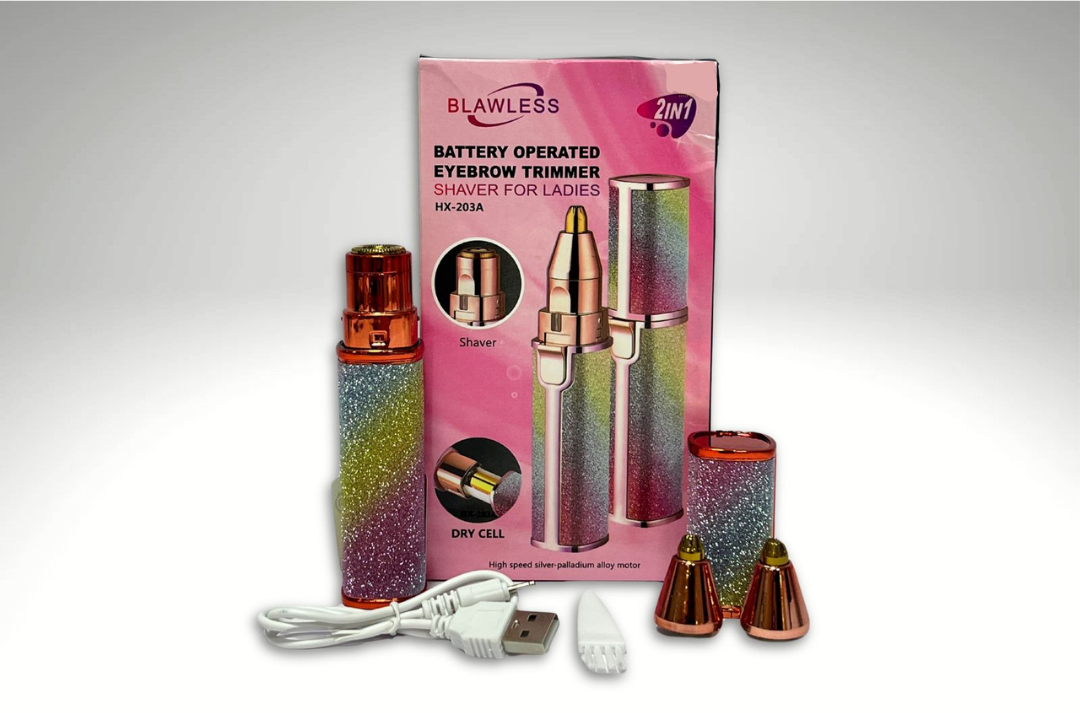 BLAWLESS
2IN1
BATTERY OPERATED
EYEBROW TRIMMER
SHAVER FOR LADIES
HX-203A
Shaver
DRY CELL
High speed silver-palladium alloy motor